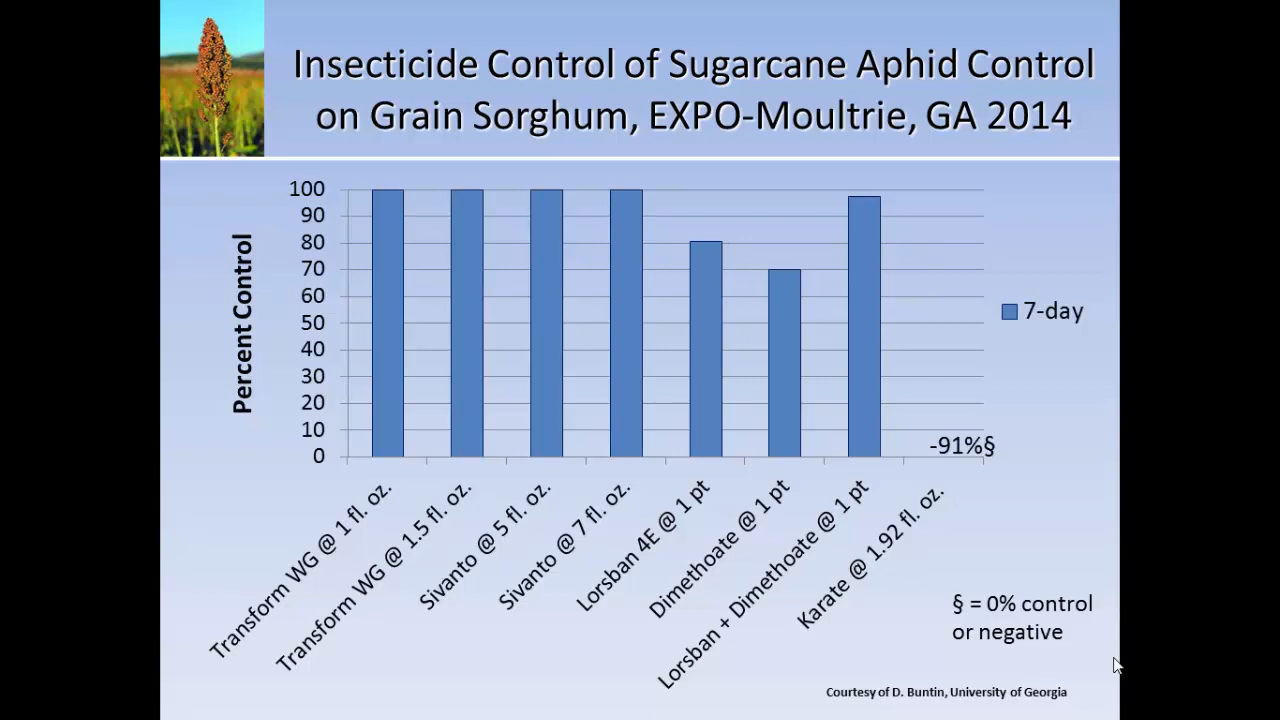 Insecticide Control of Sugarcane Aphid Control
on Grain Sorghum, EXPO-Moultrie, GA 2014
Percent Control
100
90
80
70
60
50
40
30
20
10
0
-91%§
7-day
Transform WG @ 1 fl. oz.
Transform WG @ 1.5 fl. oz.
Sivanto @ 5 fl. oz.
Sivanto @ 7 fl. oz.
Lorsban 4E @ 1 pt
Dimethoate @ 1 pt
Lorsban + Dimethoate @ 1 pt
Karate @ 1.92 fl. oz.
§ = 0% control
or negative
Courtesy of D. Buntin, University of Georgia